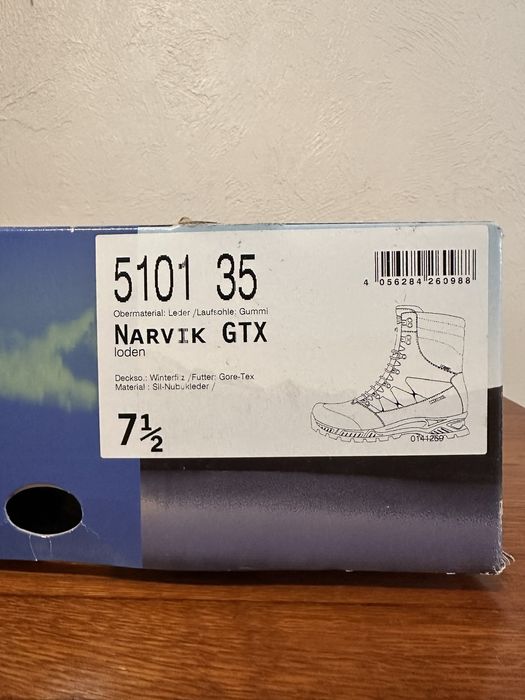 5101 35
4 056284 260988
Obermaterial: Leder /Laufsohle: Gummi
NARVIK GTX
loden
Deckso.: Winterfilz /Futter: Gore-Tex
Material : Sil-Nubukleder /
7½
0141259